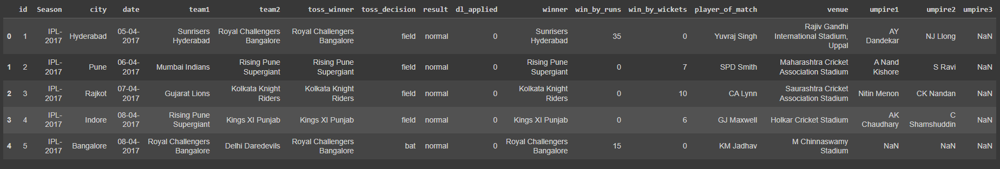 id Season city date team1 team2 toss_winner toss_decision result dl_applied winner win_by_runs win_by_wickets player_of_match venue umpire1 umpire2 umpire3
0 1 IPL-2017 Hyderabad 05-04-2017 Sunrisers Hyderabad Royal Challengers Bangalore Royal Challengers Bangalore field normal 0 Sunrisers Hyderabad 35 0 Yuvraj Singh Rajiv Gandhi International Stadium, Uppal AY Dandekar NJ Llong NaN
1 2 IPL-2017 Pune 06-04-2017 Mumbai Indians Rising Pune Supergiant Rising Pune Supergiant field normal 0 Rising Pune Supergiant 0 7 SPD Smith Maharashtra Cricket Association Stadium A Nand Kishore S Ravi NaN
2 3 IPL-2017 Rajkot 07-04-2017 Gujarat Lions Kolkata Knight Riders Kolkata Knight Riders field normal 0 Kolkata Knight Riders 0 10 CA Lynn Saurashtra Cricket Association Stadium Nitin Menon CK Nandan NaN
3 4 IPL-2017 Indore 08-04-2017 Rising Pune Supergiant Kings XI Punjab Kings XI Punjab field normal 0 Kings XI Punjab 0 6 GJ Maxwell Holkar Cricket Stadium AK Chaudhary C Shamshuddin NaN
4 5 IPL-2017 Bangalore 08-04-2017 Royal Challengers Bangalore Delhi Daredevils Royal Challengers Bangalore bat normal 0 Royal Challengers Bangalore 15 0 KM Jadhav M Chinnaswamy Stadium NaN NaN NaN